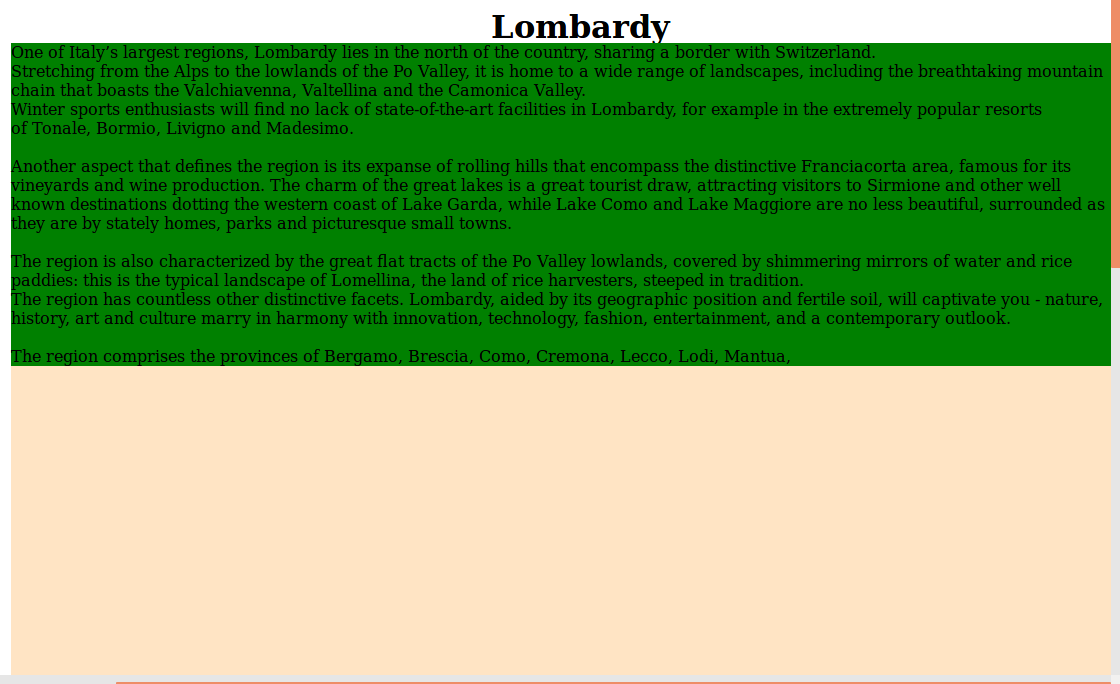 Lombardy
One of Italy’s largest regions, Lombardy lies in the north of the country, sharing a border with Switzerland.
Stretching from the Alps to the lowlands of the Po Valley, it is home to a wide range of landscapes, including the breathtaking mountain
chain that boasts the Valchiavenna, Valtellina and the Camonica Valley.
Winter sports enthusiasts will find no lack of state-of-the-art facilities in Lombardy, for example in the extremely popular resorts
of Tonale, Bormio, Livigno and Madesimo.
Another aspect that defines the region is its expanse of rolling hills that encompass the distinctive Franciacorta area, famous for its
vineyards and wine production. The charm of the great lakes is a great tourist draw, attracting visitors to Sirmione and other well
known destinations dotting the western coast of Lake Garda, while Lake Como and Lake Maggiore are no less beautiful, surrounded as
they are by stately homes, parks and picturesque small towns.
The region is also characterized by the great flat tracts of the Po Valley lowlands, covered by shimmering mirrors of water and rice
paddies: this is the typical landscape of Lomellina, the land of rice harvesters, steeped in tradition.
The region has countless other distinctive facets. Lombardy, aided by its geographic position and fertile soil, will captivate you - nature,
history, art and culture marry in harmony with innovation, technology, fashion, entertainment, and a contemporary outlook.
The region comprises the provinces of Bergamo, Brescia, Como, Cremona, Lecco, Lodi, Mantua,